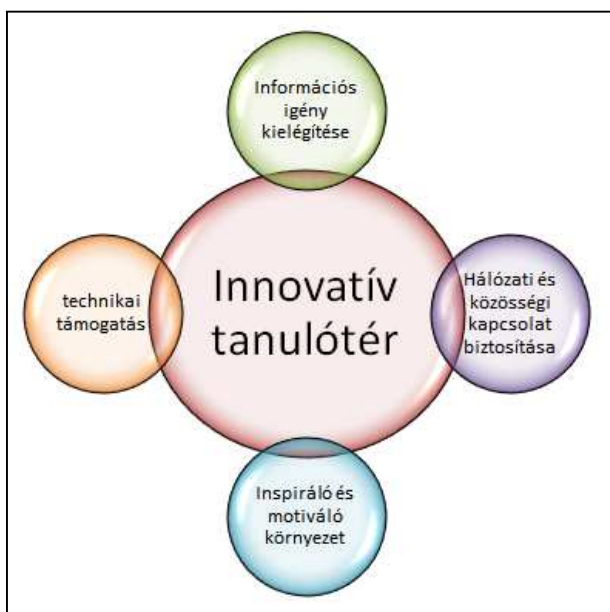 Információs
igény
kielégítése
Innovatív
tanulótér
technikai
támogatás
Hálózati és
közösségi
kapcsolat
biztosítása
Inspiráló és
motiváló
környezet